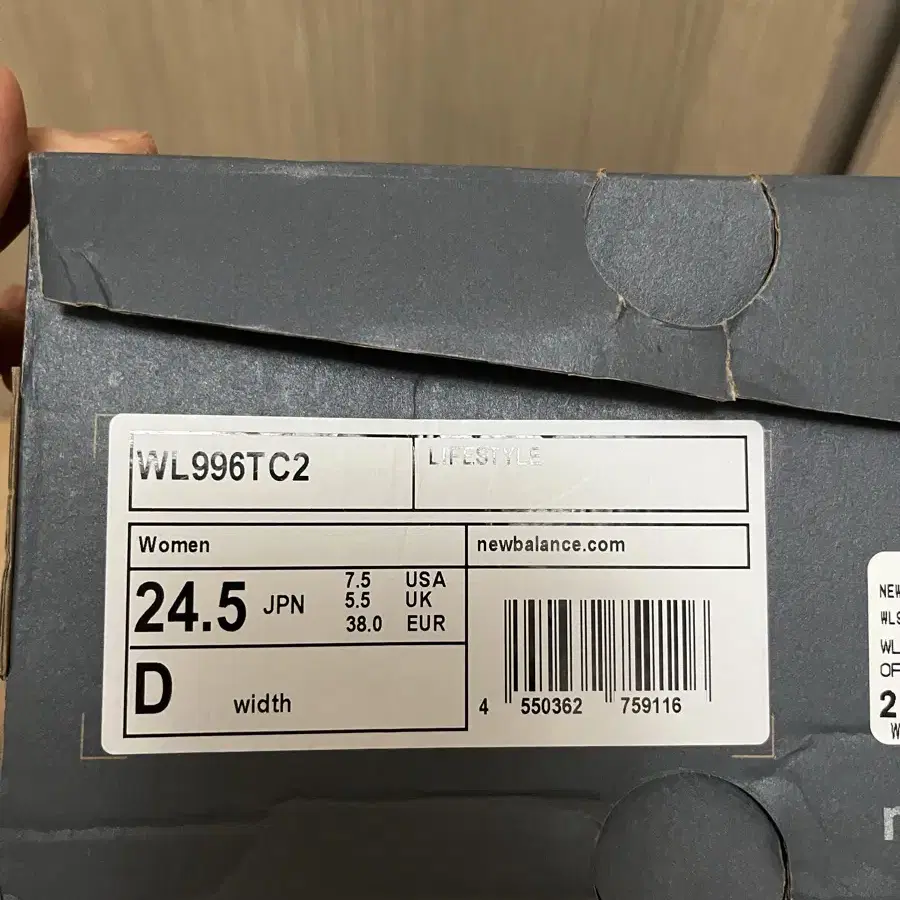 WL996TC2
LIFESTYLE
Women
newbalance.com
24.5 JPN
7.5 USA
5.5 UK
38.0 EUR
D width
4 550362 759116